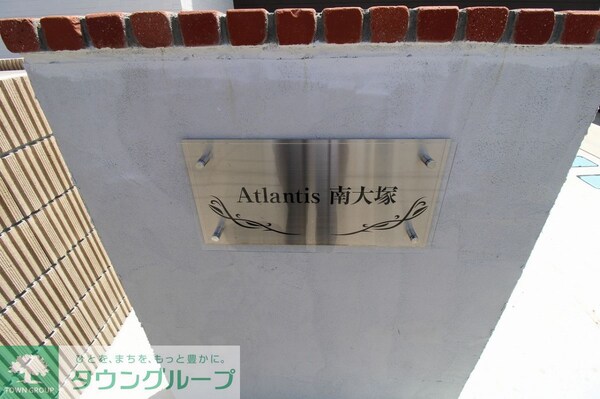 Atlantis 南大塚
ひとを、まちを、もっと豊かに。
タウングループ
TOWN GROUP